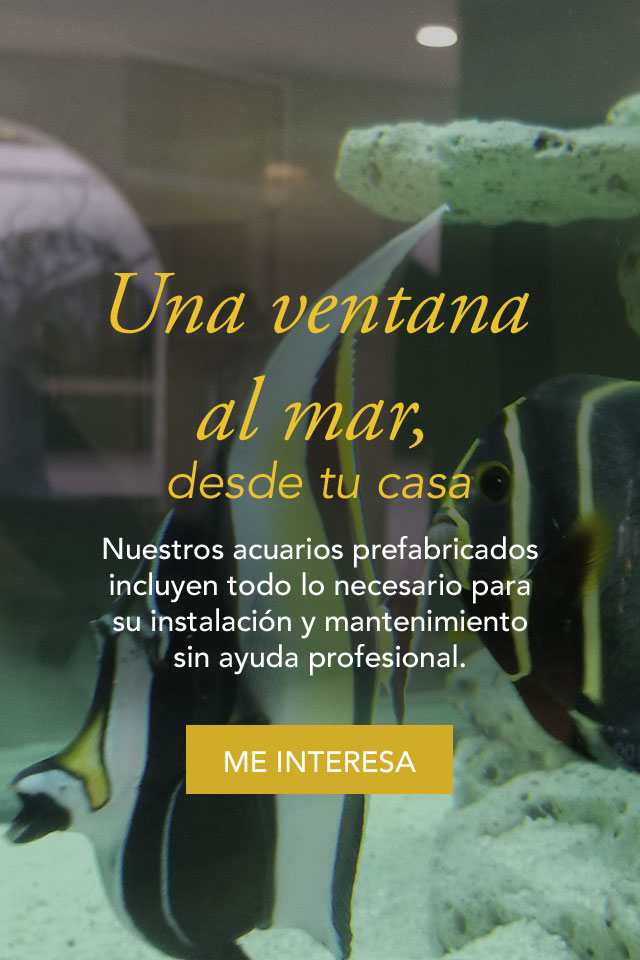 Una ventana
al mar,
desde tu casa
Nuestros acuarios prefabricados
incluyen todo lo necesario para
su instalación y mantenimiento
sin ayuda profesional.
ME INTERESA